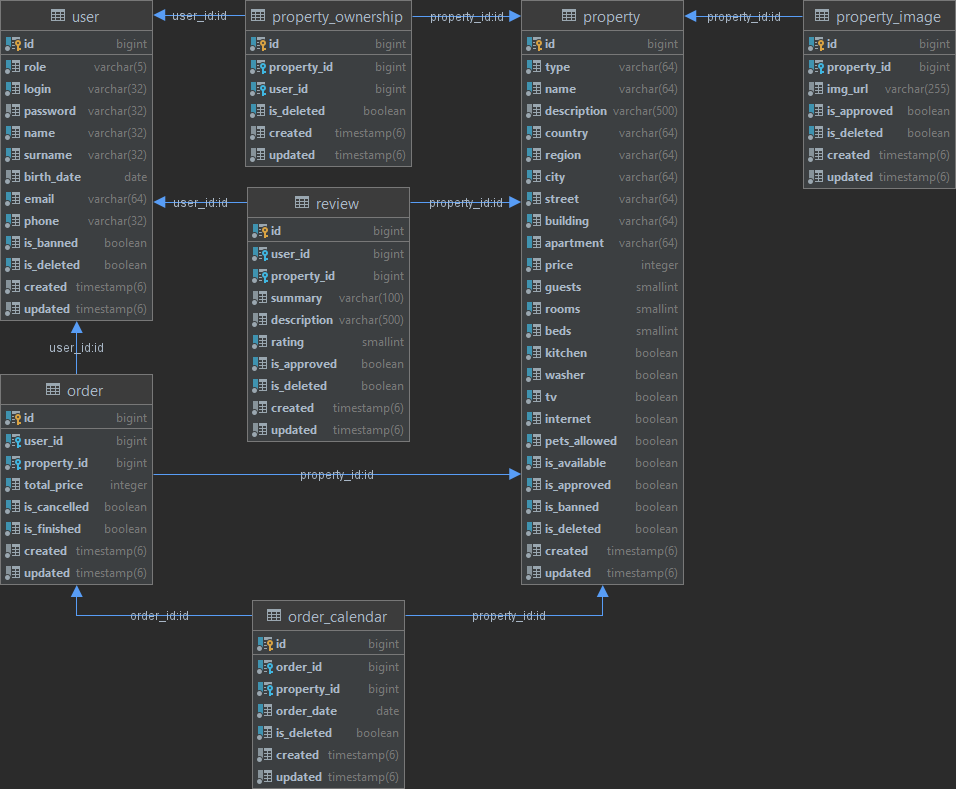 user
id bigint
role varchar(5)
login varchar(32)
password varchar(32)
name varchar(32)
surname varchar(32)
birth_date date
email varchar(64)
phone varchar(32)
is_banned boolean
is_deleted boolean
created timestamp(6)
updated timestamp(6)
user_id:id
property_ownership
id bigint
property_id bigint
user_id bigint
is_deleted boolean
created timestamp(6)
updated timestamp(6)
property_id:id
property
id bigint
type varchar(64)
name varchar(64)
description varchar(500)
country varchar(64)
region varchar(64)
city varchar(64)
street varchar(64)
building varchar(64)
apartment varchar(64)
price integer
guests smallint
rooms smallint
beds smallint
kitchen boolean
washer boolean
tv boolean
internet boolean
pets_allowed boolean
is_available boolean
is_approved boolean
is_banned boolean
is_deleted boolean
created timestamp(6)
updated timestamp(6)
property_id:id
property_image
id bigint
property_id bigint
img_url varchar(255)
is_approved boolean
is_deleted boolean
created timestamp(6)
updated timestamp(6)
user_id:id
review
id bigint
user_id bigint
property_id bigint
summary varchar(100)
description varchar(500)
rating smallint
is_approved boolean
is_deleted boolean
created timestamp(6)
updated timestamp(6)
property_id:id
user_id:id
order
id bigint
user_id bigint
property_id bigint
total_price integer
is_cancelled boolean
is_finished boolean
created timestamp(6)
updated timestamp(6)
property_id:id
order_id:id
order_calendar
id bigint
order_id bigint
property_id bigint
order_date date
is_deleted boolean
created timestamp(6)
updated timestamp(6)
property_id:id